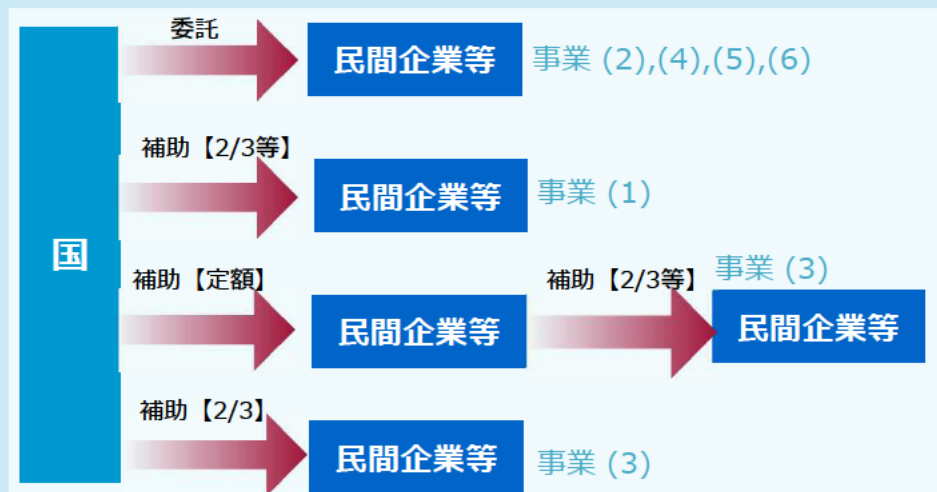 委託
民間企業等
事業 (2),(4),(5),(6)
補助【2/3等】
民間企業等
事業 (1)
国
補助【定額】
民間企業等
補助【2/3等】
事業 (3)
民間企業等
補助【2/3】
民間企業等
事業 (3)